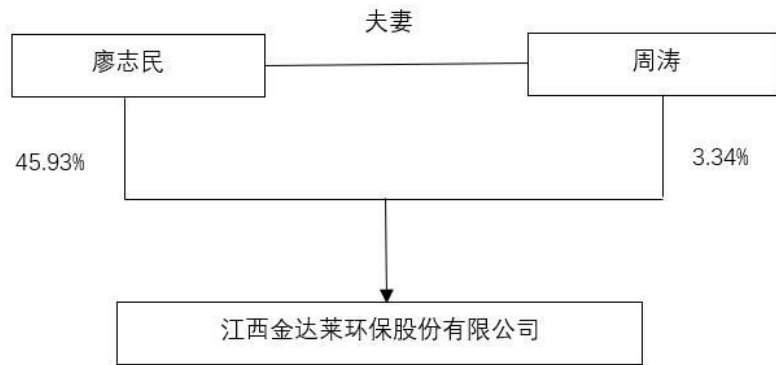 夫妻
廖志民
周涛
45.93%
3.34%
江西金达莱环保股份有限公司